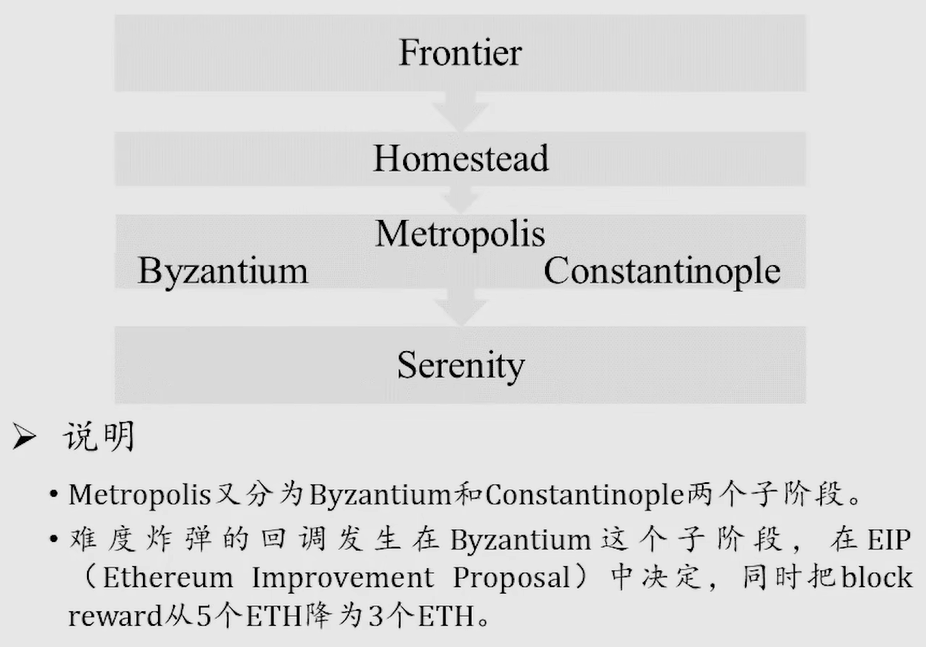 Frontier
Homestead
Metropolis
Byzantium Constantinople
Serenity
➢ 说明
• Metropolis又分为Byzantium和Constantinople两个子阶段。
• 难度炸弹的回调发生在Byzantium这个子阶段，在EIP
（Ethereum Improvement Proposal）中决定，同时把block
reward从5个ETH降为3个ETH。